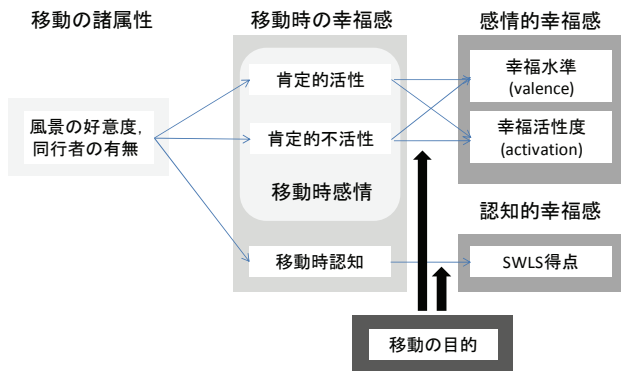 移動の諸属性
移動時の幸福感
感情的幸福感
風景の好意度,
同行者の有無
肯定的活性
肯定的不活性
移動時感情
移動時認知
幸福水準
(valence)
幸福活性度
(activation)
認知的幸福感
SWLS得点
移動の目的